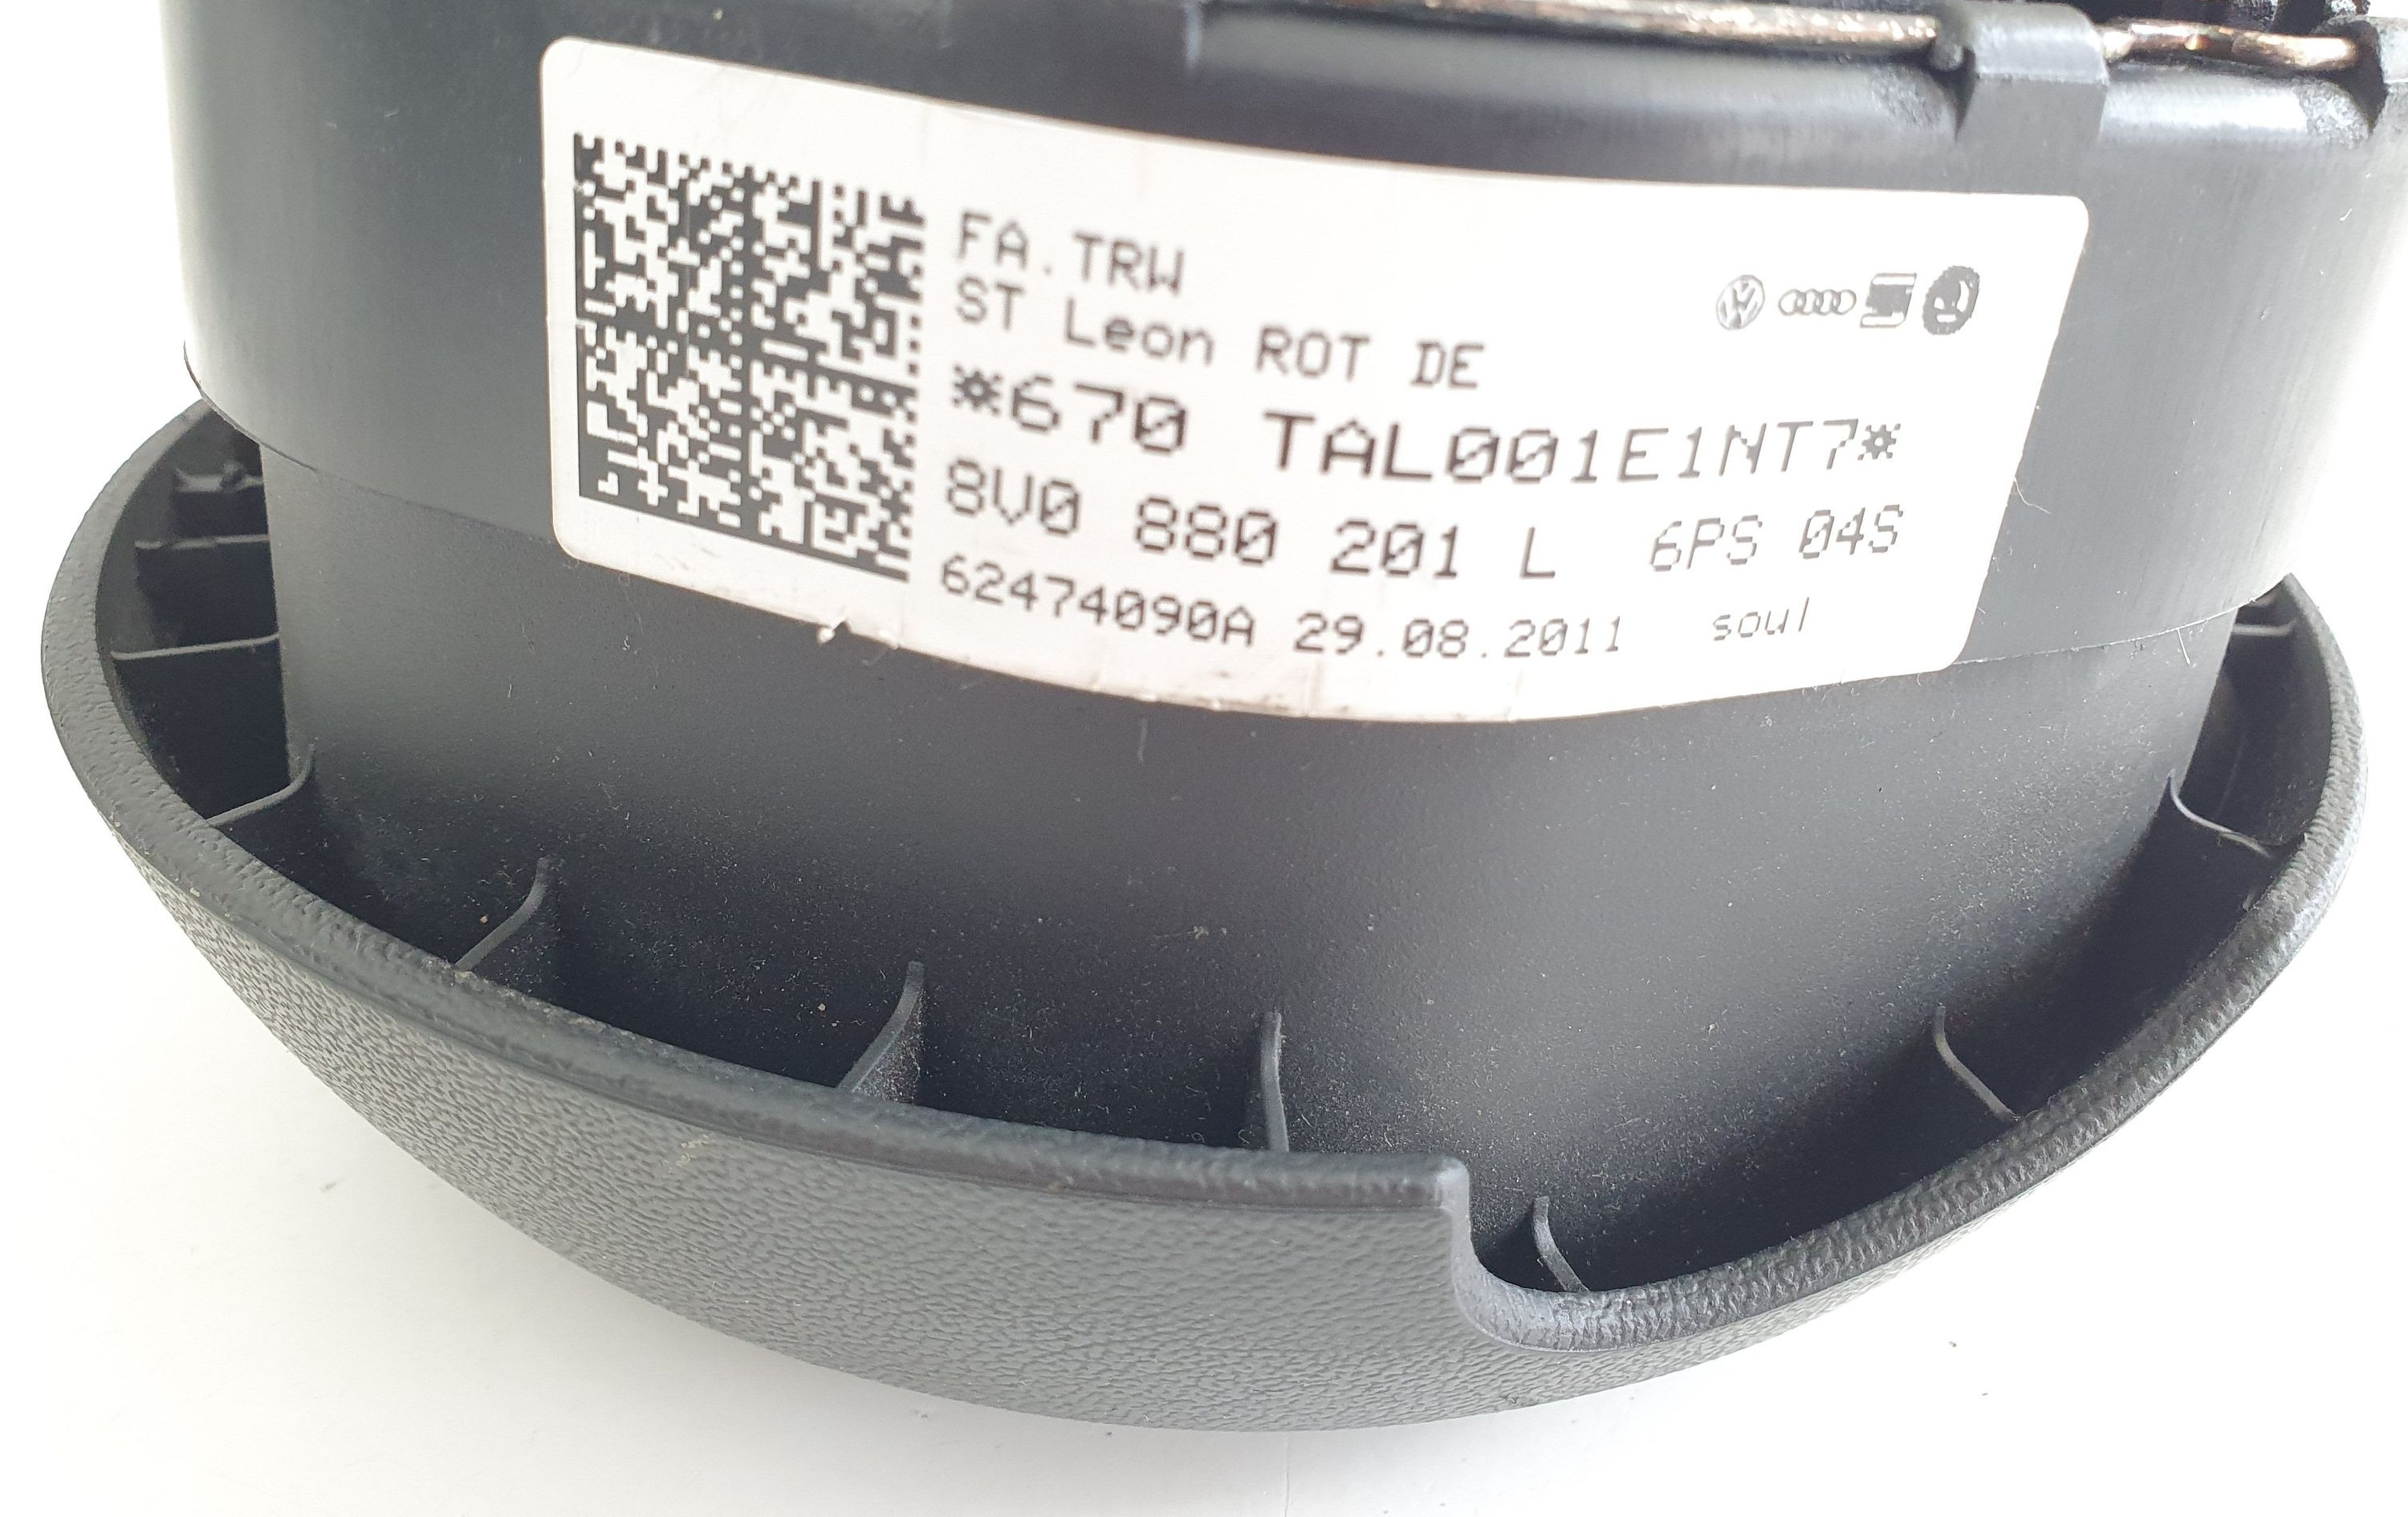 FA.TRW
ST Leon ROT DE
*670 TAL001E1NT7*
8V0 880 201 L 6PS 04S
62474090A 29.08.2011 soul